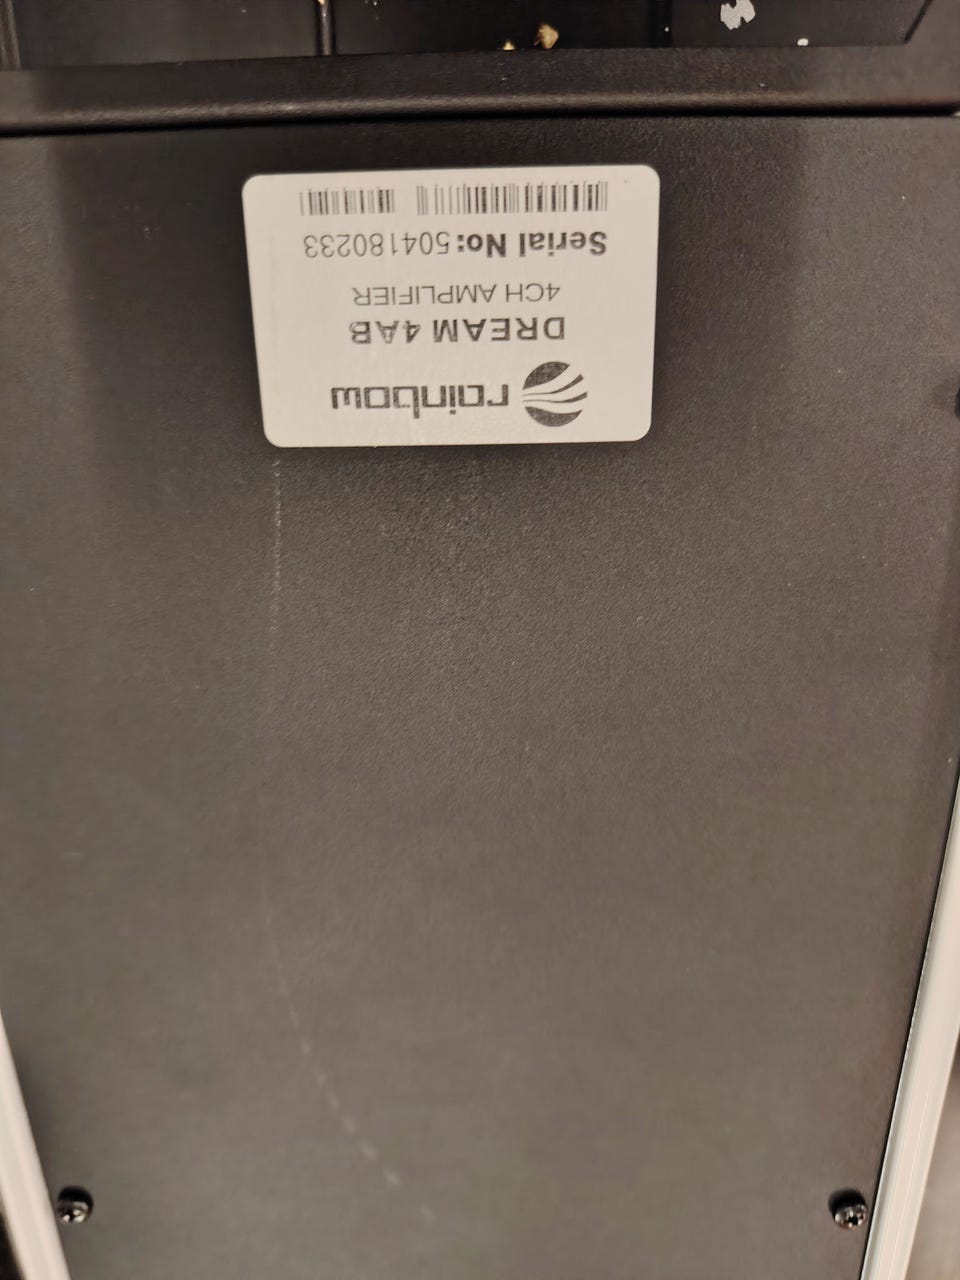 rainbow
DREAM 4AB
4CH AMPLIFIER
Serial No: 504180233